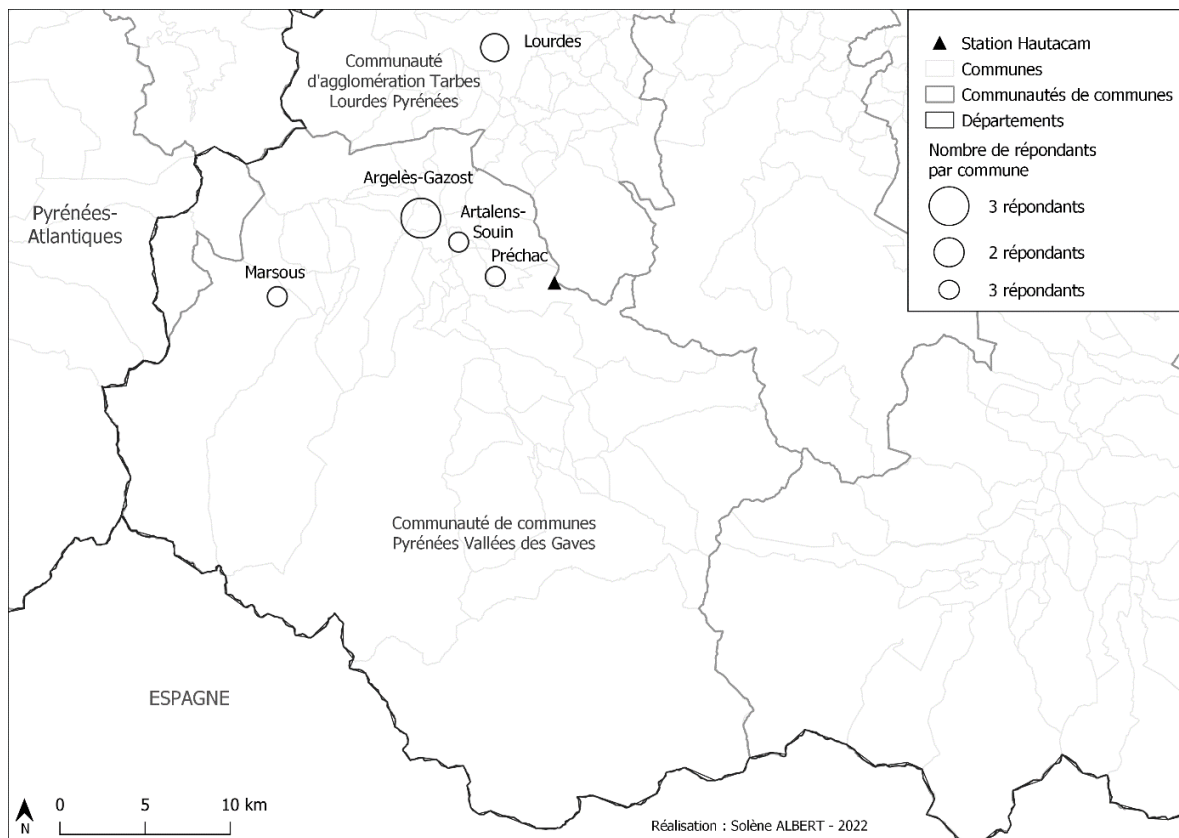 Lourdes
Communauté
d'agglomération Tarbes
Lourdes Pyrénées
Argelès-Gazost
Artalens-
Souin
Préchac
Marsous
Pyrénées-
Atlantiques
Communauté de communes
Pyrénées Vallées des Gaves
ESPAGNE
Station Hautacam
Communes
Communautés de communes
Départements
Nombre de répondants
par commune
3 répondants
2 répondants
3 répondants
N
0 5 10 km
Réalisation : Solène ALBERT - 2022